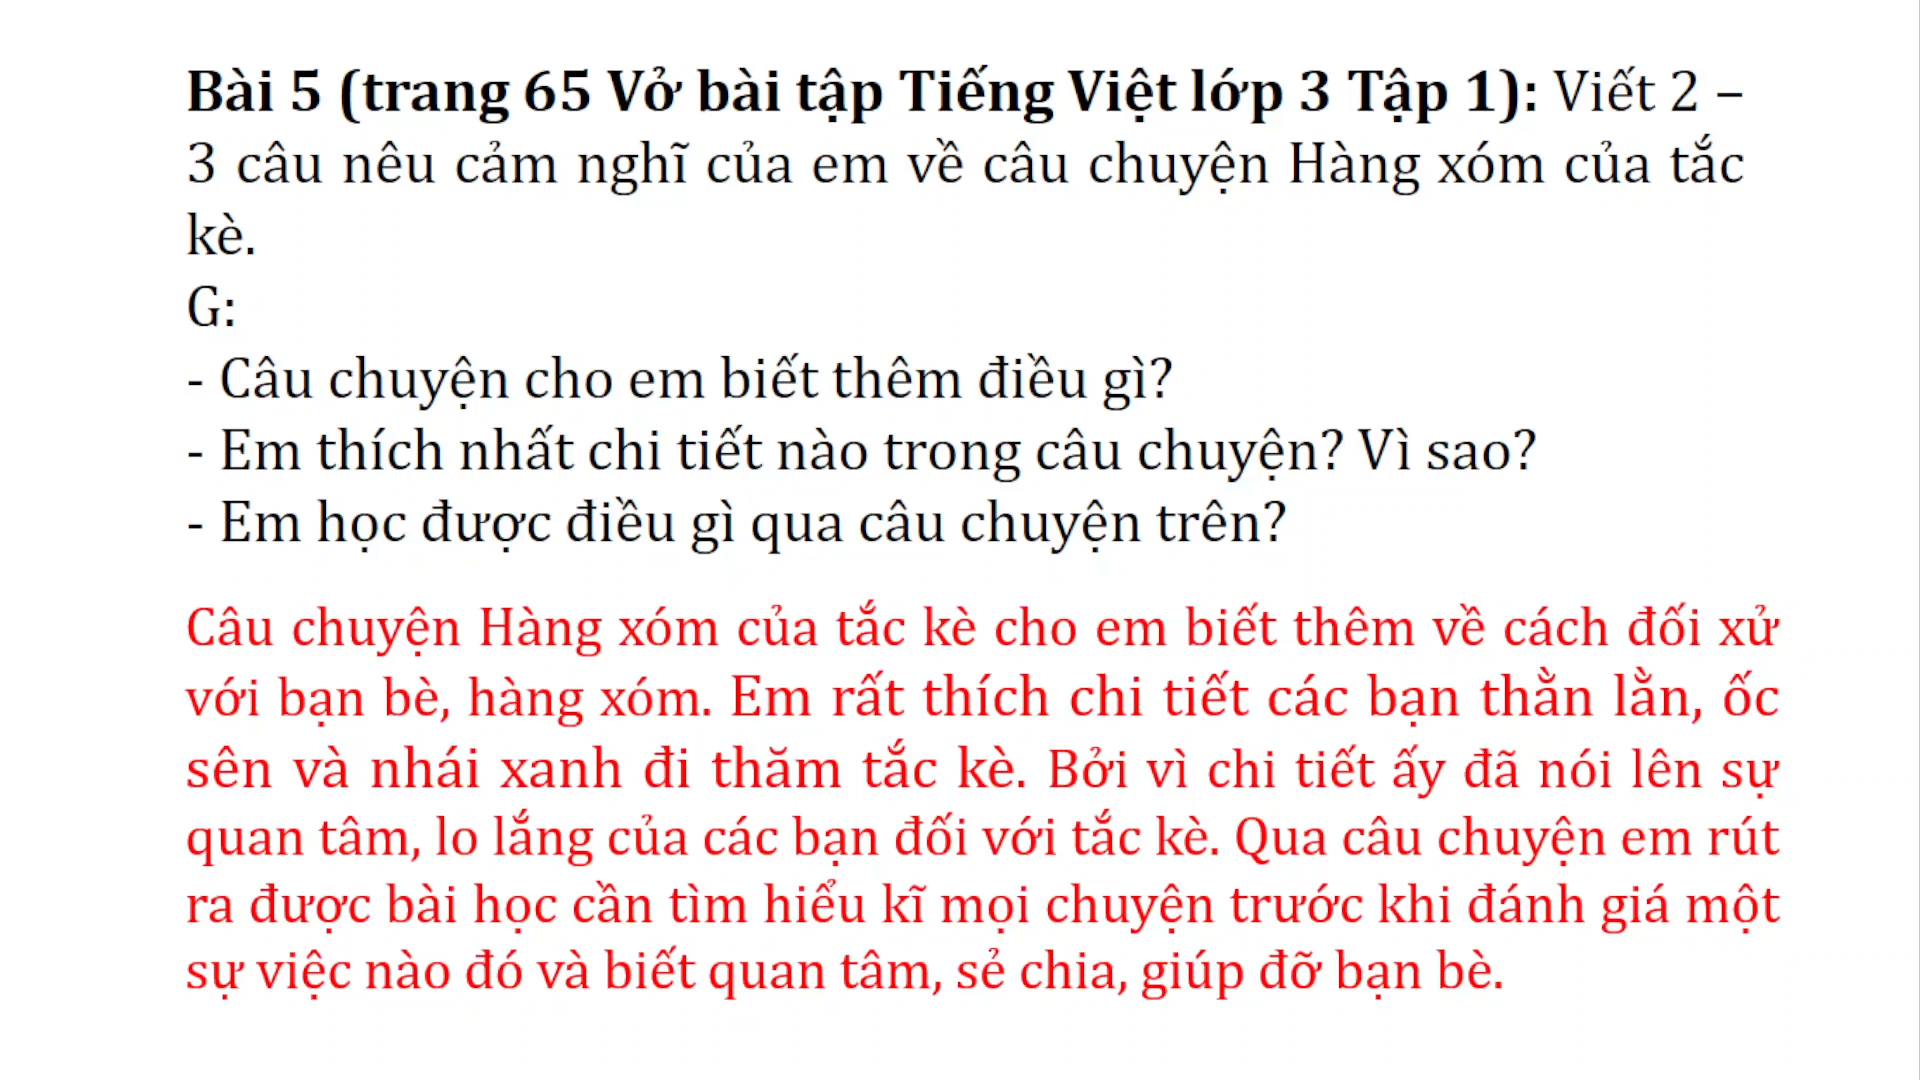 Bài 5 (trang 65 Vở bài tập Tiếng Việt lớp 3 Tập 1): Viết 2 –
3 câu nêu cảm nghĩ của em về câu chuyện Hàng xóm của tắc
kè.
G:
- Câu chuyện cho em biết thêm điều gì?
- Em thích nhất chi tiết nào trong câu chuyện? Vì sao?
- Em học được điều gì qua câu chuyện trên?
Câu chuyện Hàng xóm của tắc kè cho em biết thêm về cách đối xử
với bạn bè, hàng xóm. Em rất thích chi tiết các bạn thằn lằn, ốc
sên và nhái xanh đi thăm tắc kè. Bởi vì chi tiết ấy đã nói lên sự
quan tâm, lo lắng của các bạn đối với tắc kè. Qua câu chuyện em rút
ra được bài học cần tìm hiểu kĩ mọi chuyện trước khi đánh giá một
sự việc nào đó và biết quan tâm, sẻ chia, giúp đỡ bạn bè.